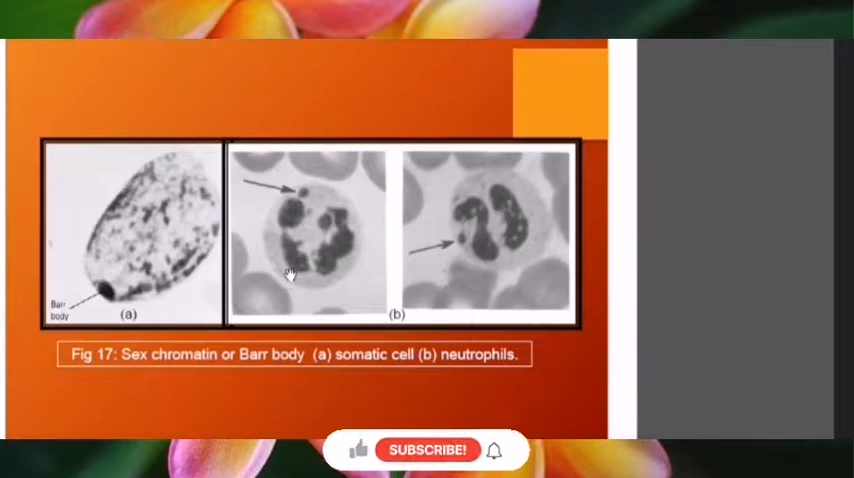 Barr
body
(a)
(b)
Fig 17: Sex chromatin or Barr body (a) somatic cell (b) neutrophils.
SUBSCRIBE!